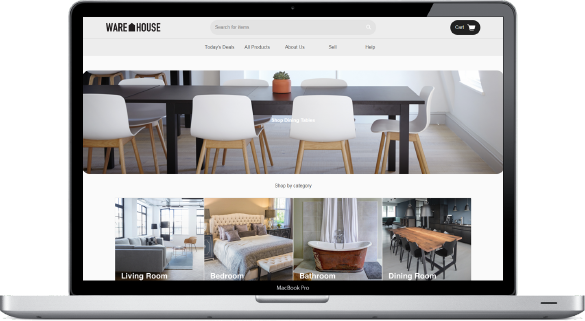 WARE HOUSE
Search for items
Cart
Today's Deals All Products About Us Sell Help
Shop Dining Tables
Shop by category
Living Room Bedroom Bathroom Dining Room
MacBook Pro